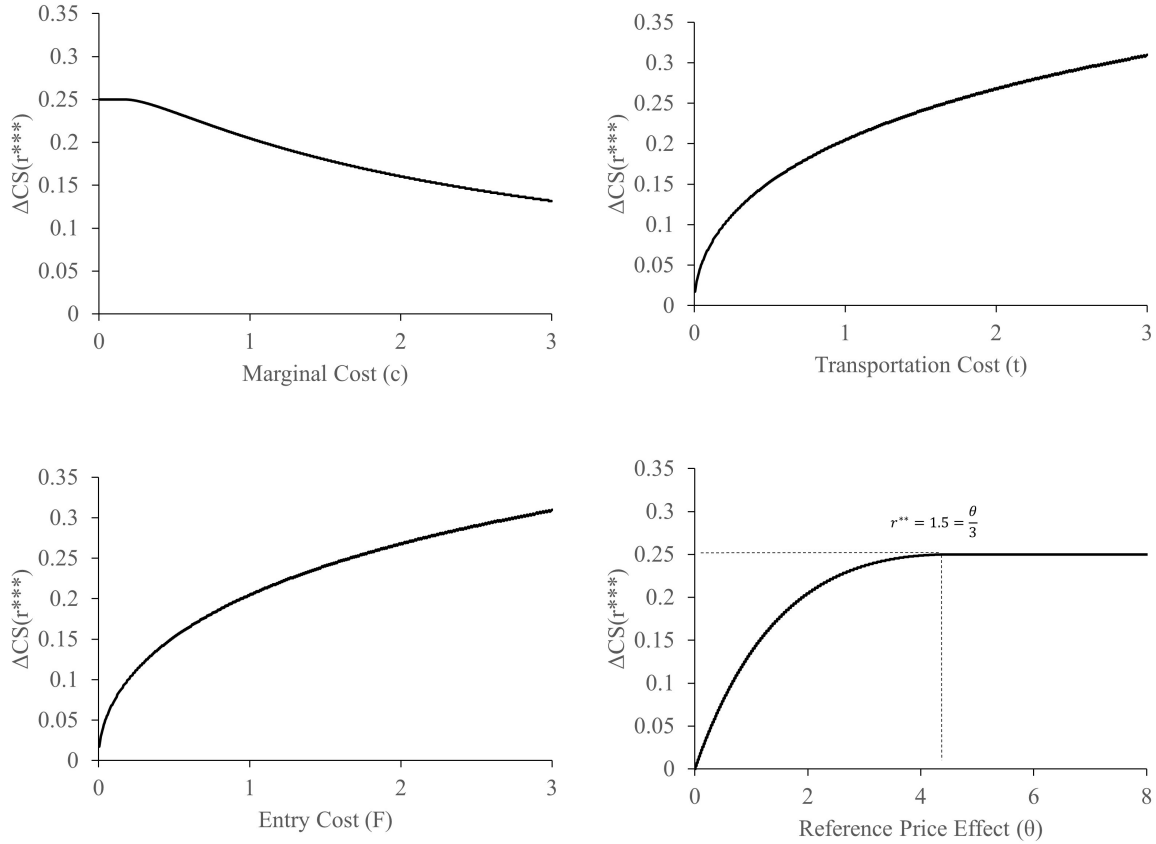 0.35
0.3
0.25
0.2
0.15
0.1
0.05
0
ΔCS(r***)
0 1 2 3
Marginal Cost (c)
0.35
0.3
0.25
0.2
0.15
0.1
0.05
0
ΔCS(r***)
0 1 2 3
Transportation Cost (t)
0.35
0.3
0.25
0.2
0.15
0.1
0.05
0
ΔCS(r***)
0 1 2 3
Entry Cost (F)
0.35
0.3
0.25
0.2
0.15
0.1
0.05
0
ΔCS(r***)
r** = 1.5 = θ/3
0 2 4 6 8
Reference Price Effect (θ)